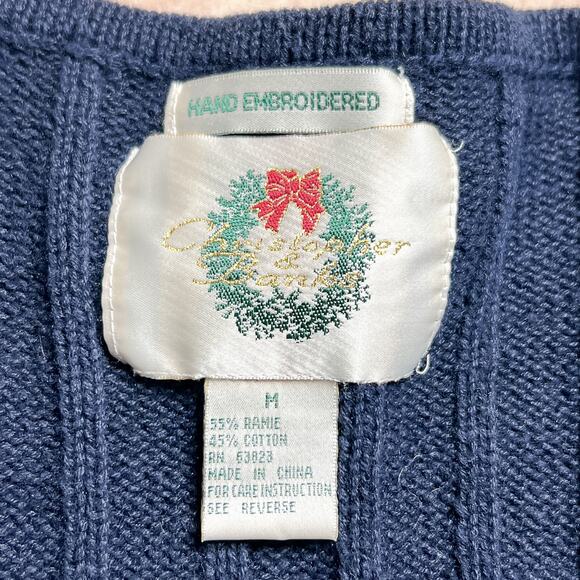 HAND EMBROIDERED
Christopher
&
Banks
M
55% RAMIE
45% COTTON
RN 63823
MADE IN CHINA
FOR CARE INSTRUCTION
SEE REVERSE